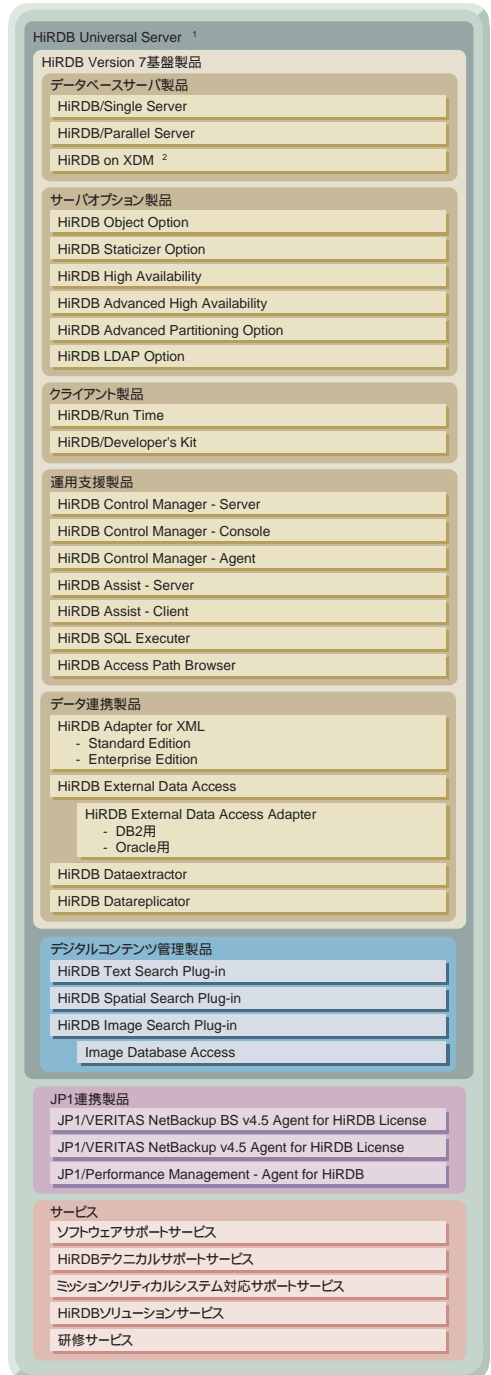 HiRDB Universal Server 1
HiRDB Version 7基盤製品
データベースサーバ製品
HiRDB/Single Server
HiRDB/Parallel Server
HiRDB on XDM 2
サーバオプション製品
HiRDB Object Option
HiRDB Staticizer Option
HiRDB High Availability
HiRDB Advanced High Availability
HiRDB Advanced Partitioning Option
HiRDB LDAP Option
クライアント製品
HiRDB/Run Time
HiRDB/Developer's Kit
運用支援製品
HiRDB Control Manager - Server
HiRDB Control Manager - Console
HiRDB Control Manager - Agent
HiRDB Assist - Server
HiRDB Assist - Client
HiRDB SQL Executer
HiRDB Access Path Browser
データ連携製品
HiRDB Adapter for XML
- Standard Edition
- Enterprise Edition
HiRDB External Data Access
HiRDB External Data Access Adapter
- DB2用
- Oracle用
HiRDB Dataextractor
HiRDB Datareplicator
デジタルコンテンツ管理製品
HiRDB Text Search Plug-in
HiRDB Spatial Search Plug-in
HiRDB Image Search Plug-in
Image Database Access
JP1連携製品
JP1/VERITAS NetBackup BS v4.5 Agent for HiRDB License
JP1/VERITAS NetBackup v4.5 Agent for HiRDB License
JP1/Performance Management - Agent for HiRDB
サービス
ソフトウェアサポートサービス
HiRDBテクニカルサポートサービス
ミッションクリティカルシステム対応サポートサービス
HiRDBソリューションサービス
研修サービス